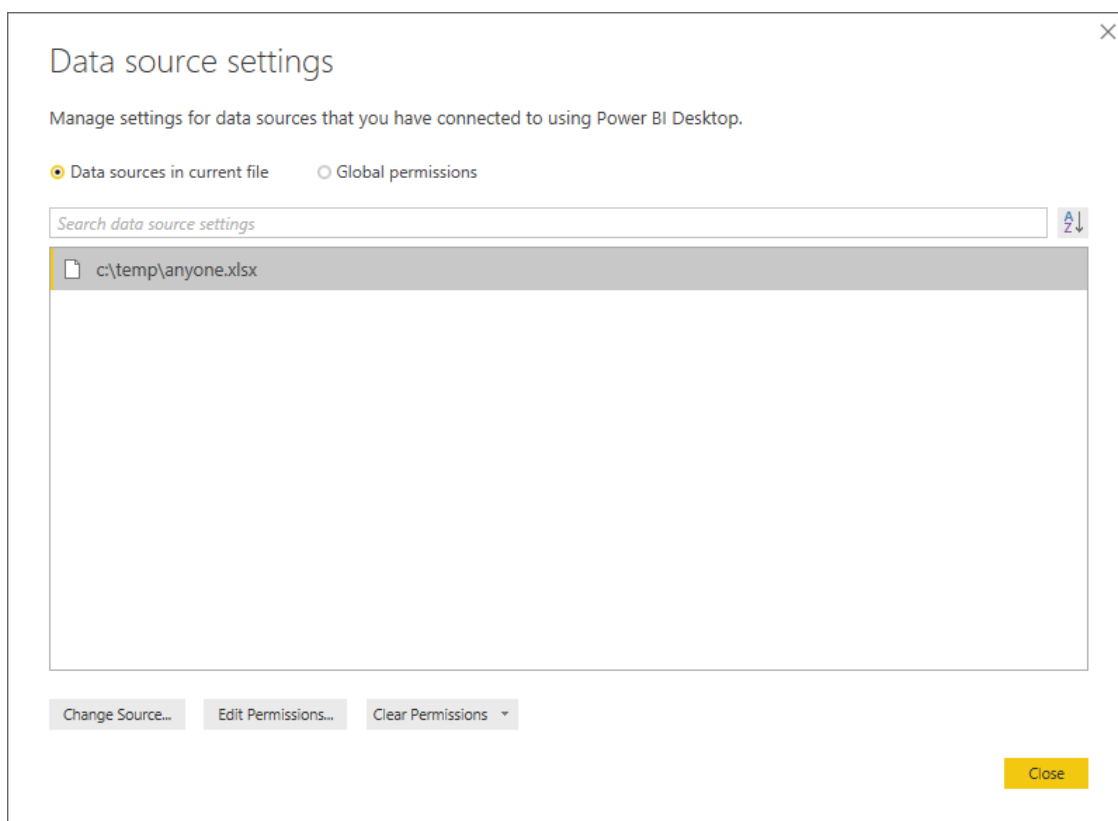 Data source settings
Manage settings for data sources that you have connected to using Power BI Desktop.
Data sources in current file
Global permissions
Search data source settings
A
Z
c:\temp\anyone.xlsx
Change Source...
Edit Permissions...
Clear Permissions
Close